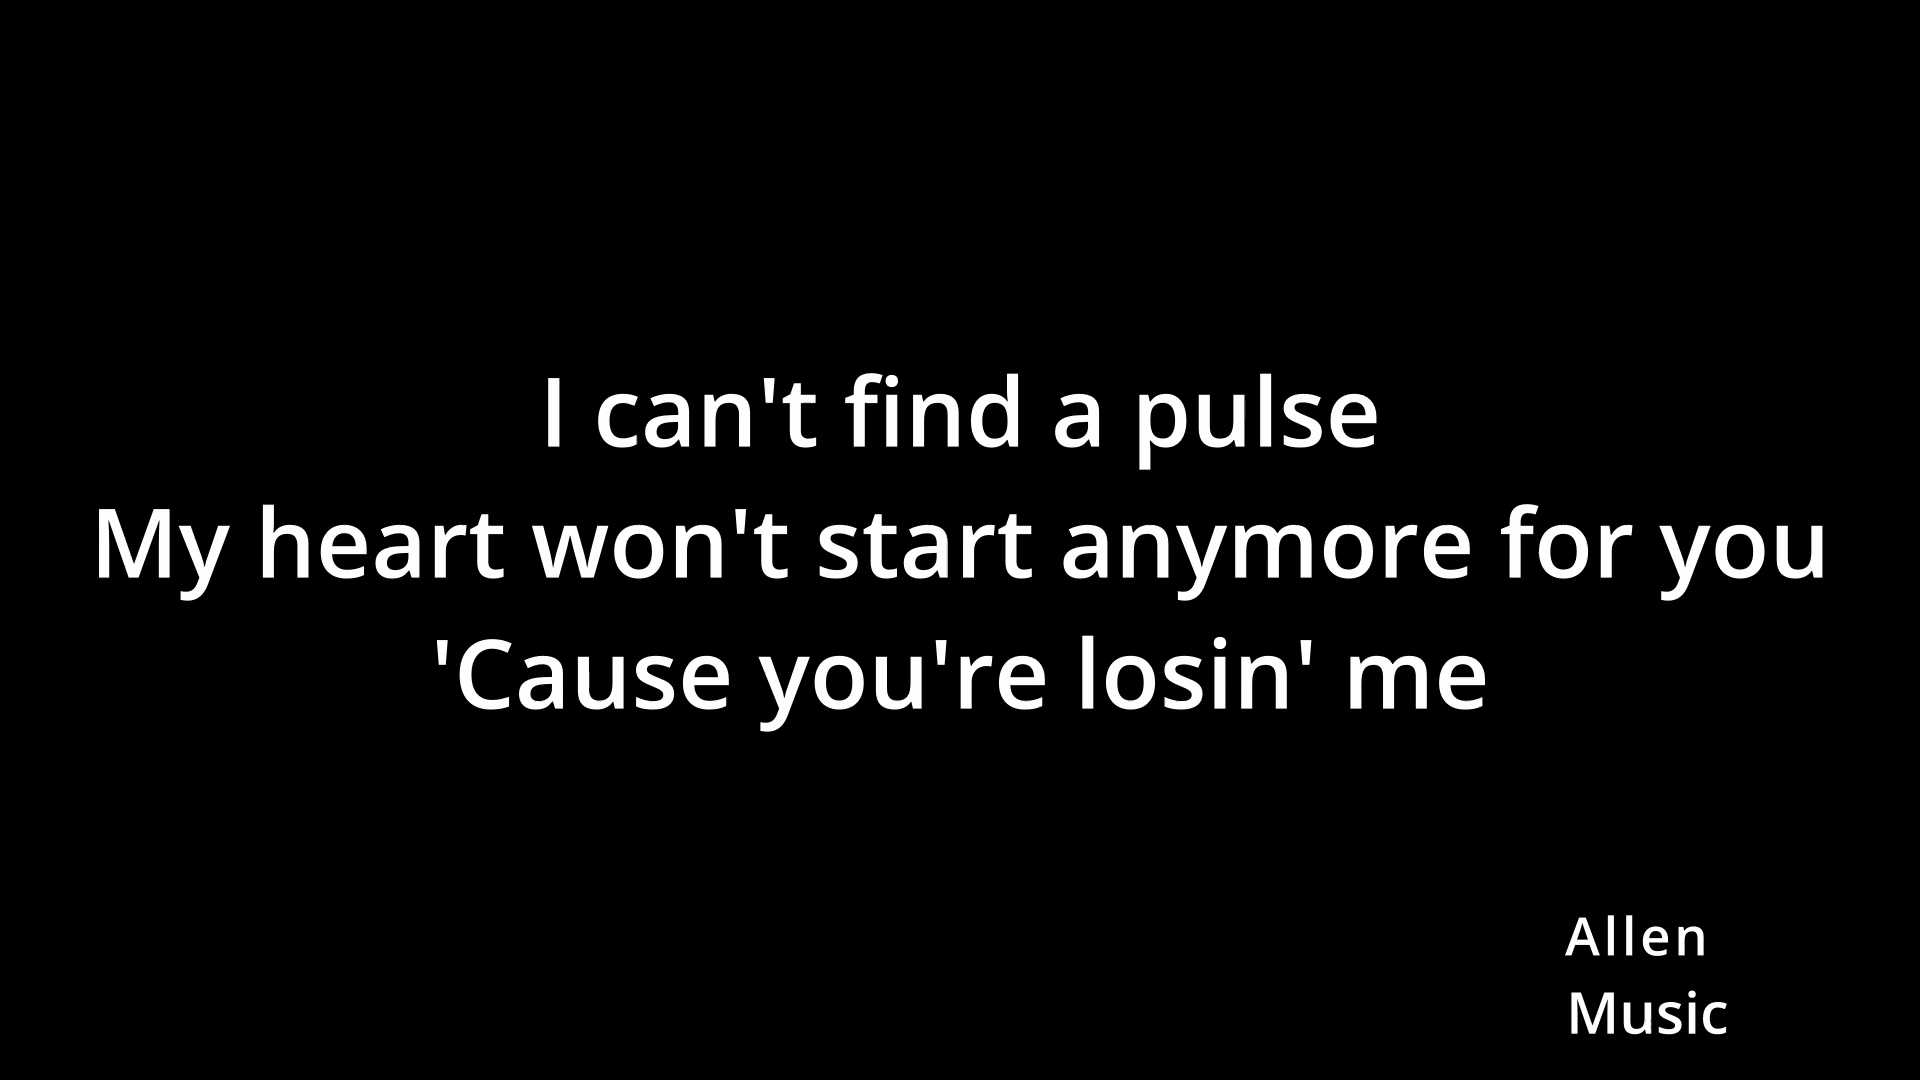 I can't find a pulse
My heart won't start anymore for you
'Cause you're losin' me
Allen
Music